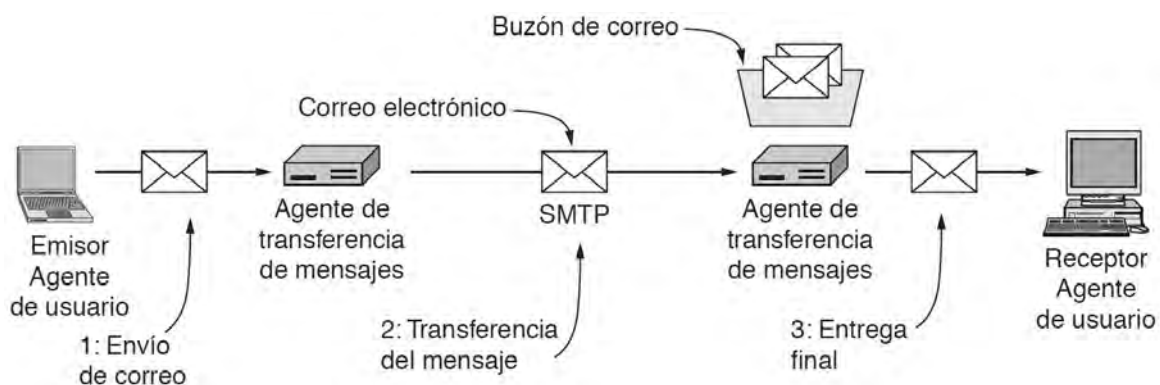 Buzón de correo
Correo electrónico
Emisor
Agente
de usuario
1: Envío
de correo
Agente de
transferencia
de mensajes
SMTP
2: Transferencia
del mensaje
Agente de
transferencia
de mensajes
3: Entrega
final
Receptor
Agente
de usuario